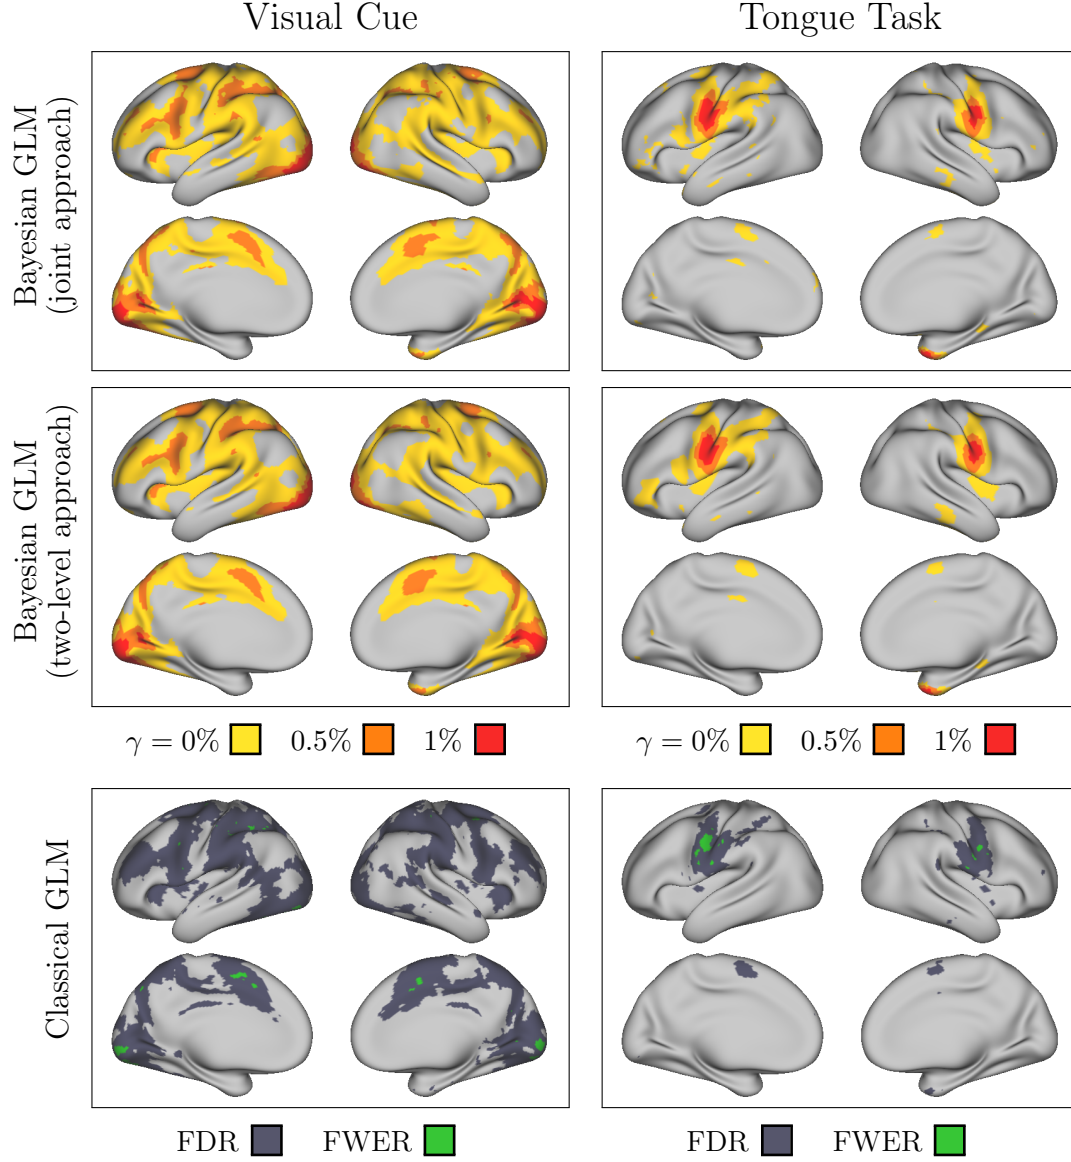 Visual Cue
Tongue Task
Bayesian GLM
(joint approach)
Bayesian GLM
(two-level approach)
γ = 0% 0.5% 1%
γ = 0% 0.5% 1%
Classical GLM
FDR FWER
FDR FWER